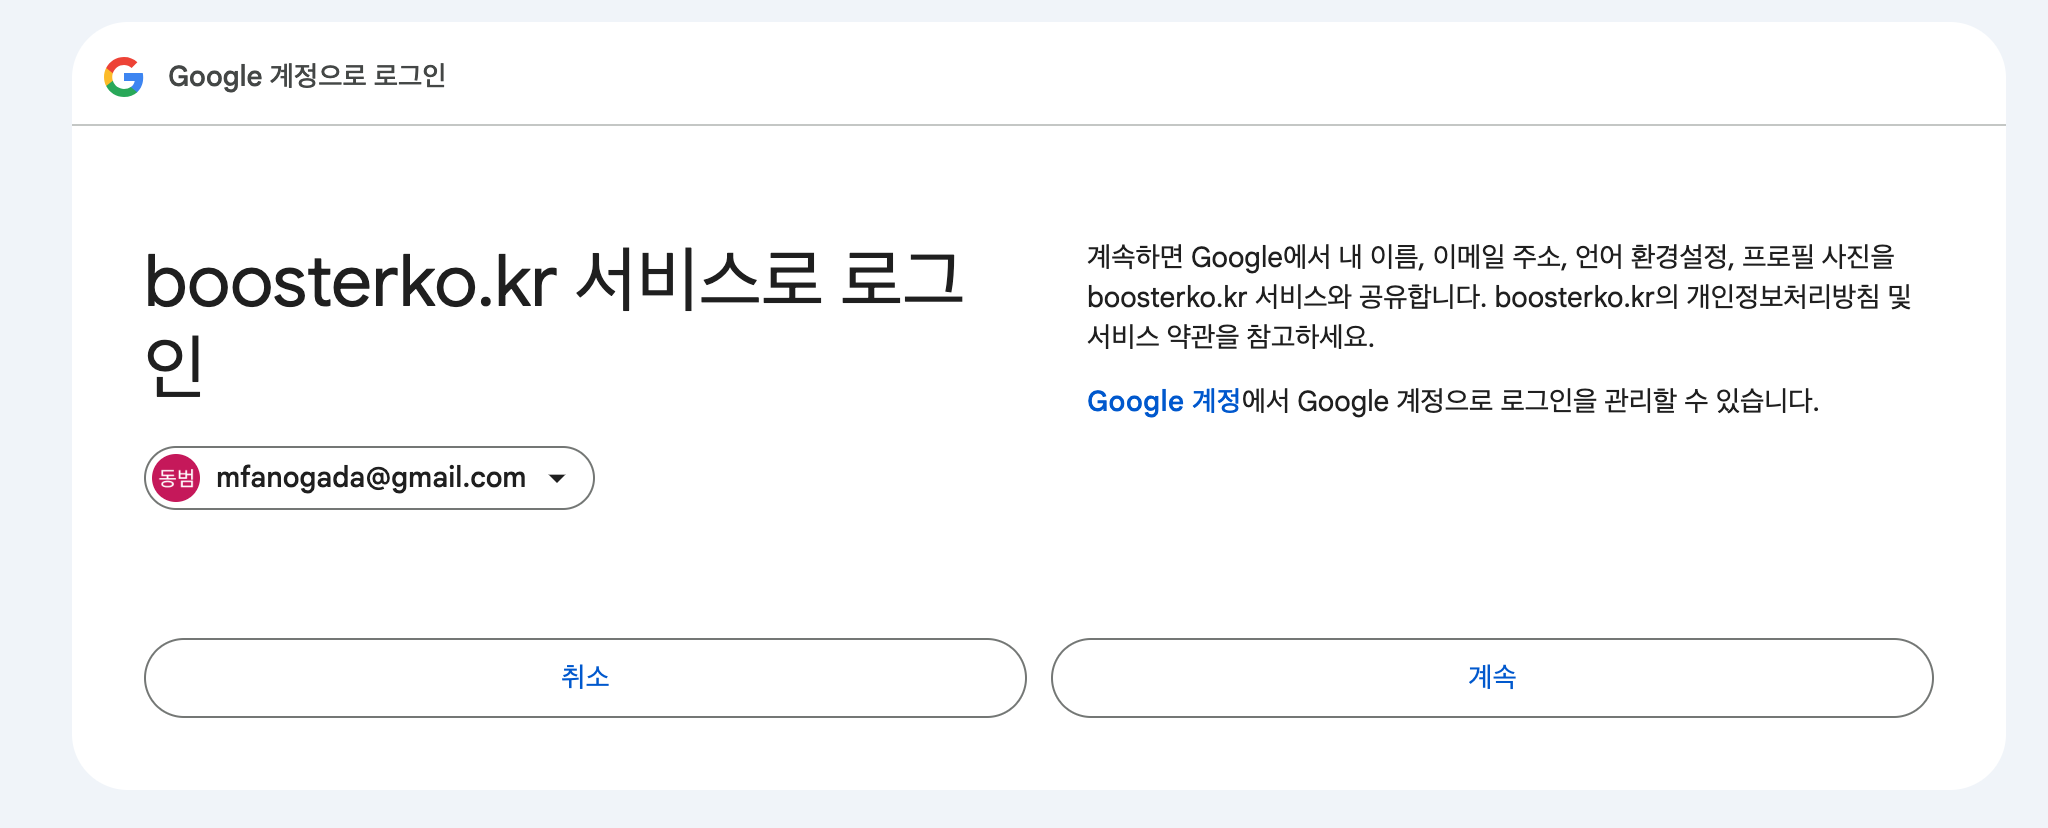 Google 계정으로 로그인
boosterko.kr 서비스로 로그
인
동범 mfanogada@gmail.com
계속하면 Google에서 내 이름, 이메일 주소, 언어 환경설정, 프로필 사진을
boosterko.kr 서비스와 공유합니다. boosterko.kr의 개인정보처리방침 및
서비스 약관을 참고하세요.
Google 계정에서 Google 계정으로 로그인을 관리할 수 있습니다.
취소
계속